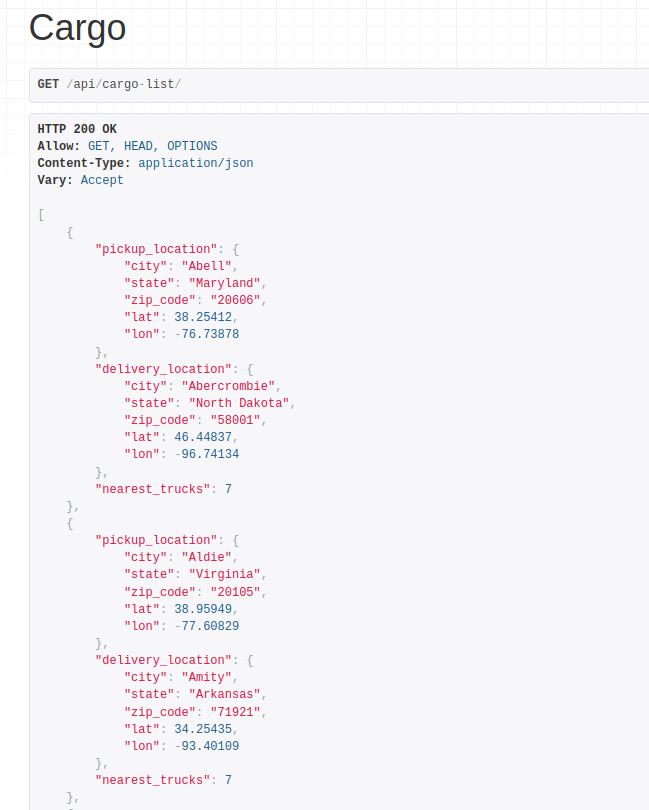 Cargo
GET /api/cargo-list/
HTTP 200 OK
Allow: GET, HEAD, OPTIONS
Content-Type: application/json
Vary: Accept
[
    {
        "pickup_location": {
            "city": "Abell",
            "state": "Maryland",
            "zip_code": "20606",
            "lat": 38.25412,
            "lon": -76.73878
        },
        "delivery_location": {
            "city": "Abercrombie",
            "state": "North Dakota",
            "zip_code": "58001",
            "lat": 46.44837,
            "lon": -96.74134
        },
        "nearest_trucks": 7
    },
    {
        "pickup_location": {
            "city": "Aldie",
            "state": "Virginia",
            "zip_code": "20105",
            "lat": 38.95949,
            "lon": -77.60829
        },
        "delivery_location": {
            "city": "Amity",
            "state": "Arkansas",
            "zip_code": "71921",
            "lat": 34.25435,
            "lon": -93.40109
        },
        "nearest_trucks": 7
    },